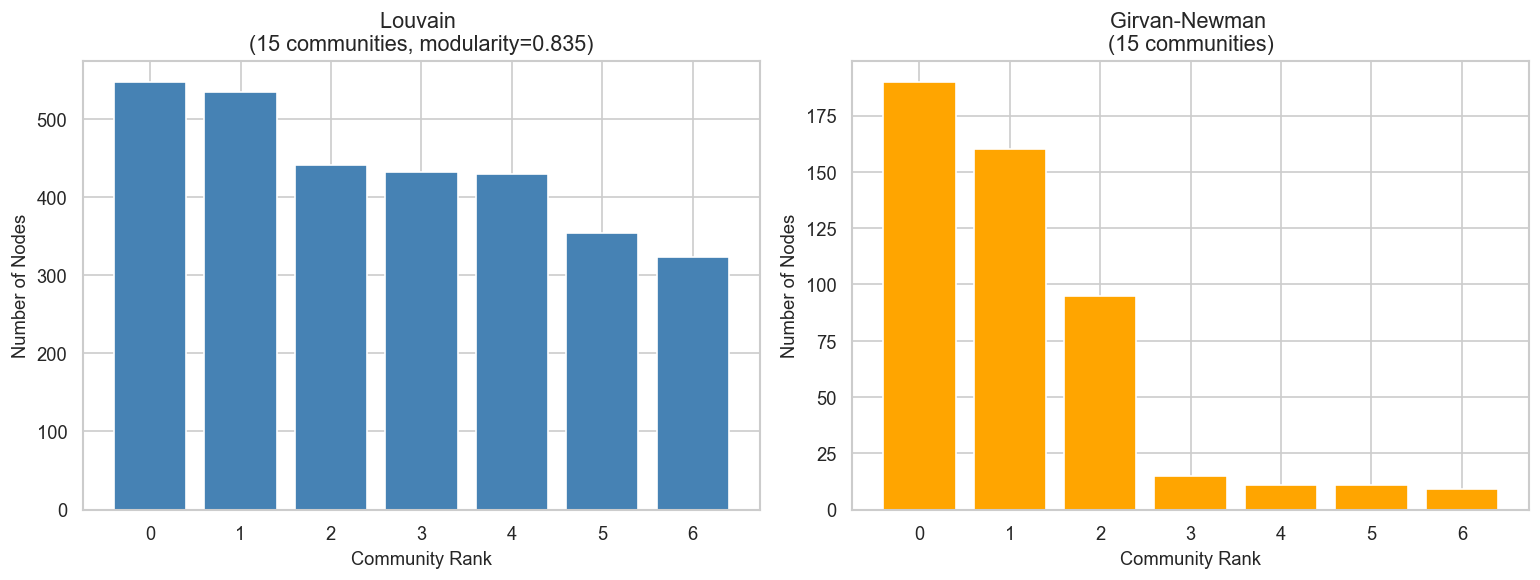 Louvain
(15 communities, modularity=0.835)
Number of Nodes
500
400
300
200
100
0
0 1 2 3 4 5 6
Community Rank
Girvan-Newman
(15 communities)
Number of Nodes
175
150
125
100
75
50
25
0
0 1 2 3 4 5 6
Community Rank